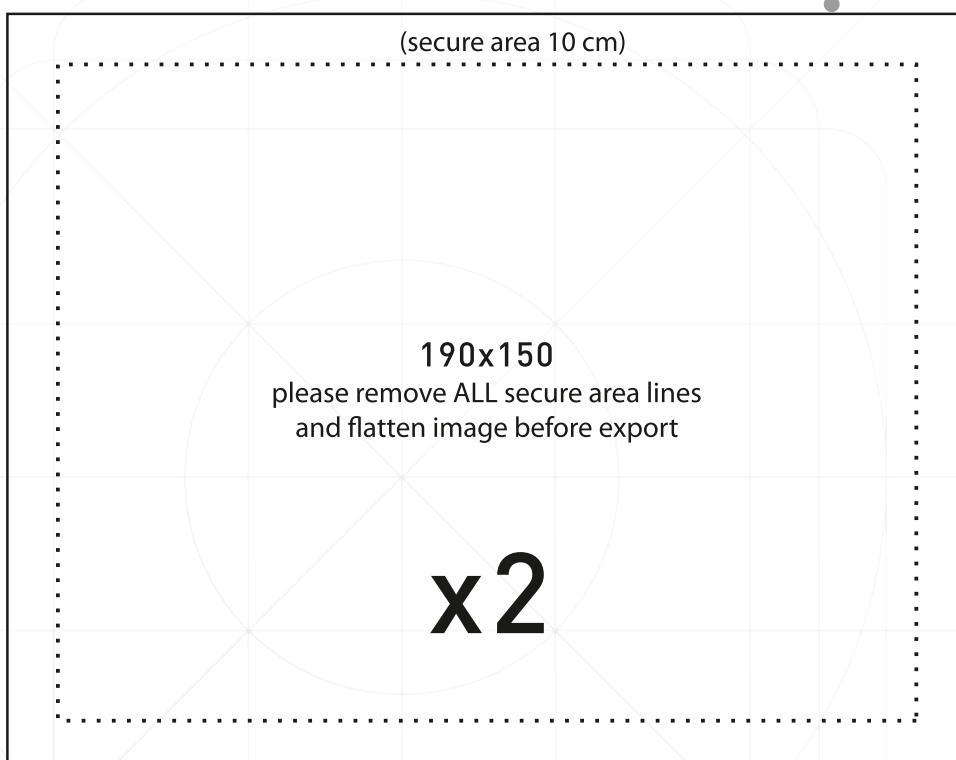 (secure area 10 cm)
190x150
please remove ALL secure area lines
and flatten image before export
x2